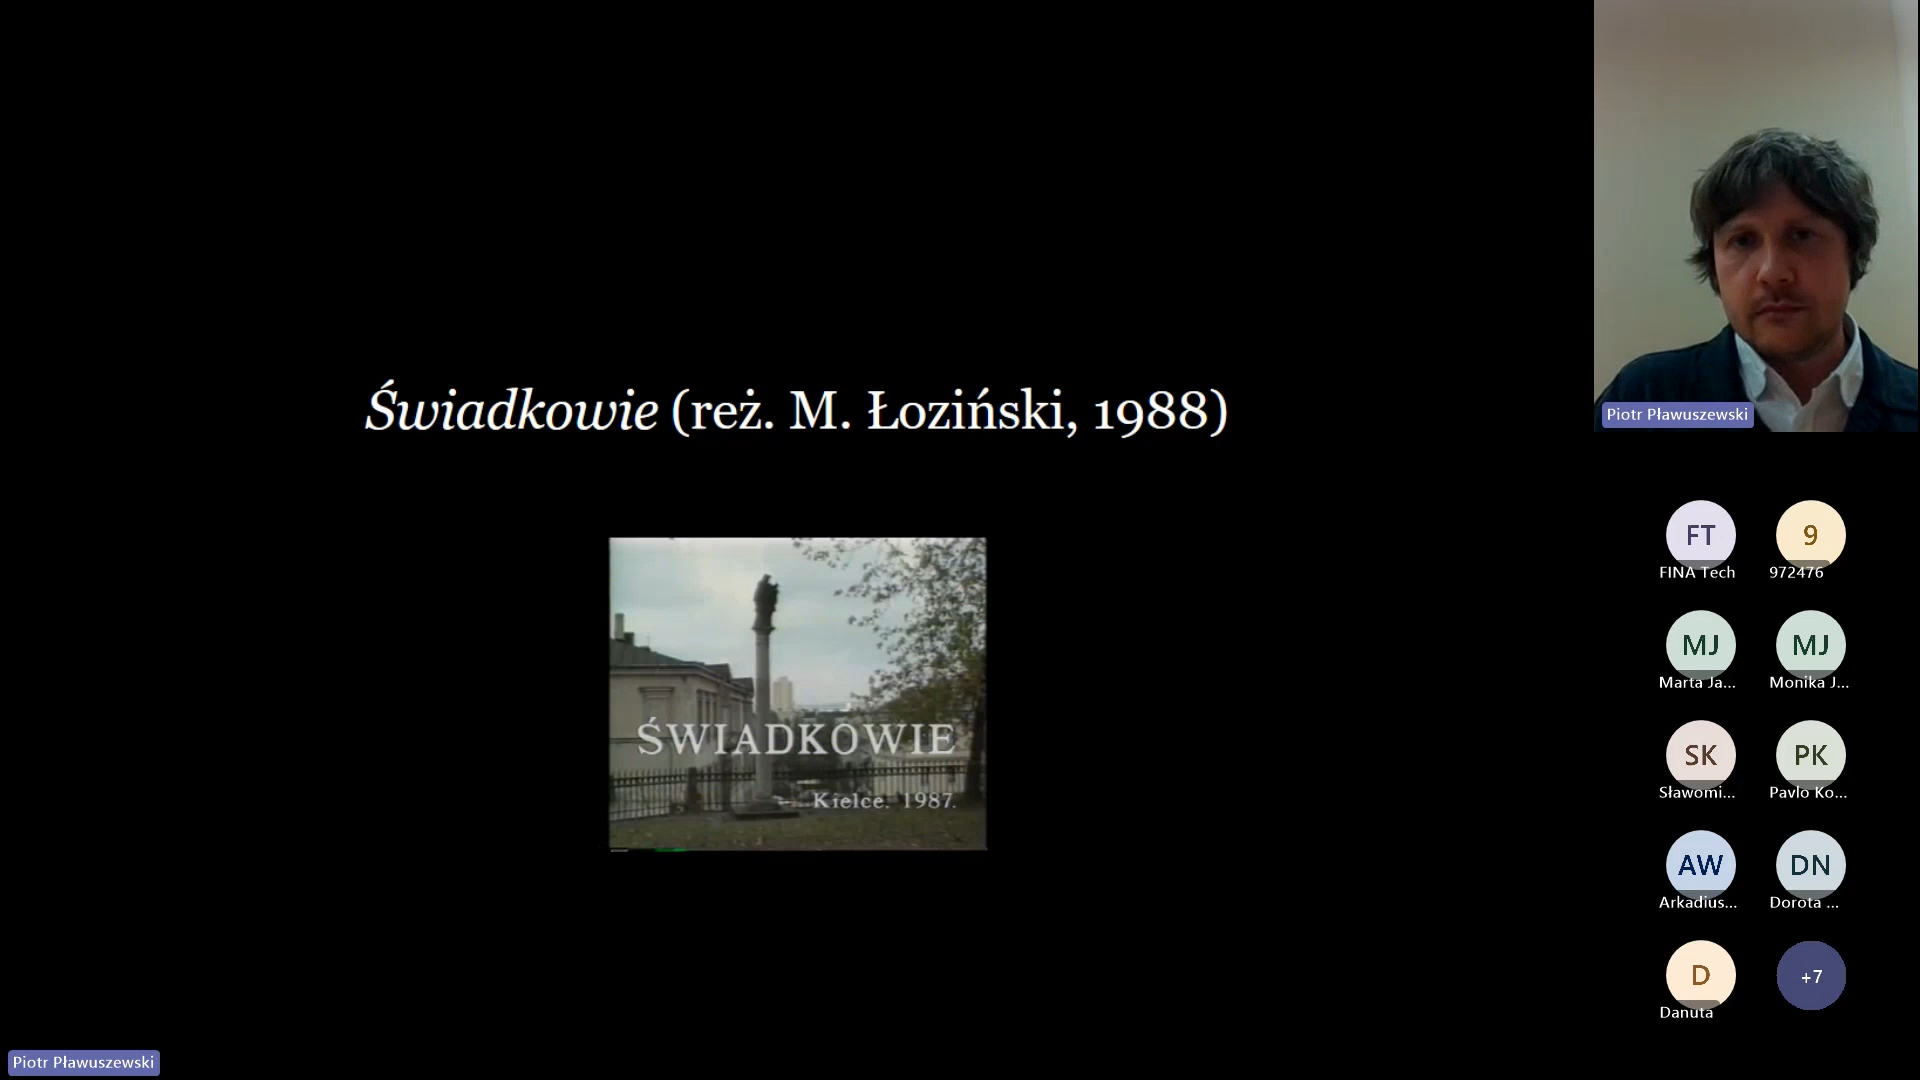 Świadkowie (reż. M. Łoziński, 1988)
ŚWIADKOWIE
Kielce. 1987.
Piotr Pławuszewski
FT
FINA Tech
9
972476
MJ
Marta Ja...
MJ
Monika J...
SK
Sławomi...
PK
Pavlo Ko...
AW
Arkadius...
DN
Dorota ...
D
Danuta
+7
Piotr Pławuszewski